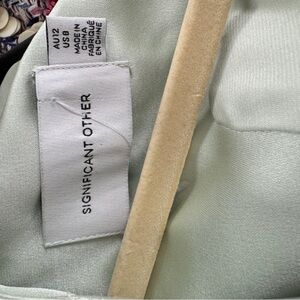 AU12
US8
MADE IN
CHINA
FABRIQUÉ
EN CHINE
SIGNIFICANT OTHER